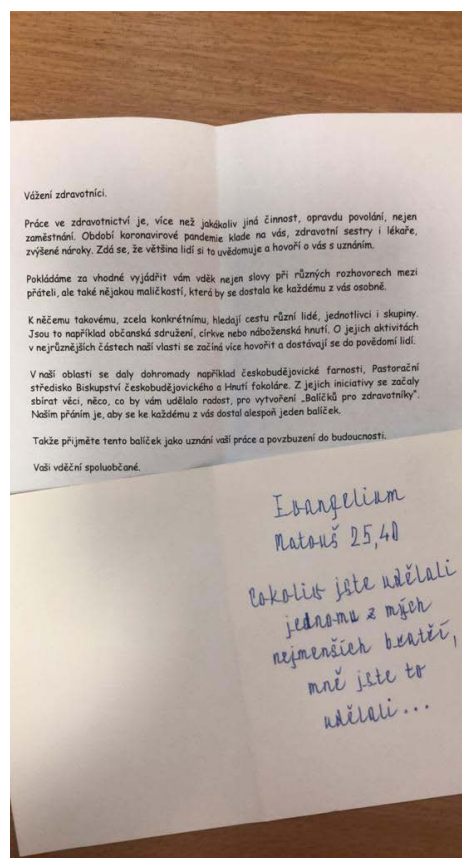 Vážení zdravotníci.
Práce ve zdravotnictví je, více než jakákoliv jiná činnost, opravdu povolání, nejen
zaměstnání. Období koronavirové pandemie klade na vás, zdravotní sestry i lékaře,
zvýšené nároky. Zdá se, že většina lidí si to uvědomuje a hovoří o vás s uznáním.
Pokládáme za vhodné vyjádřit vám vděk nejen slovy při různých rozhovorech mezi
přáteli, ale také nějakou maličkostí, která by se dostala ke každému z vás osobně.
K něčemu takovému, zcela konkrétnímu, hledají cestu různí lidé, jednotlivci i skupiny.
Jsou to například občanská sdružení, církve nebo náboženská hnutí. O jejich aktivitách
v nejrůznějších částech naší vlasti se začíná více hovořit a dostávají se do povědomí lidí.
V naší oblasti se daly dohromady například českobudějovické farnosti, Pastorační
středisko Biskupství českobudějovického a Hnutí fokoláre. Z jejich iniciativy se začaly
sbírat věci, něco, co by vám udělalo radost, pro vytvoření „Balíčků pro zdravotníky".
Naším přáním je, aby se ke každému z vás dostal alespoň jeden balíček.
Takže přijměte tento balíček jako uznání vaší práce a povzbuzení do budoucnosti.
Vaši vděční spoluobčané.
Evangelium
Matouš 25,40
Cokoliv jste udělali
jednomu z mých
nejmenších bratří,
mně jste to
udělali...